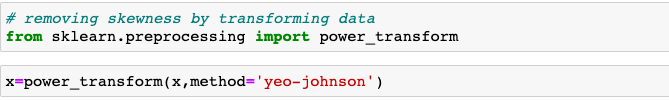 # removing skewness by transforming data
from sklearn.preprocessing import power_transform
x=power_transform(x,method='yeo-johnson')